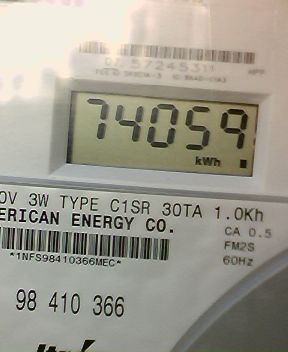 74059
kWh
0V 3W TYPE C1SR 30TA 1.0Kh
ERICAN ENERGY CO.
CA 0.5
FM2S
*1NFS98410366MEC*
60Hz
98 410 366